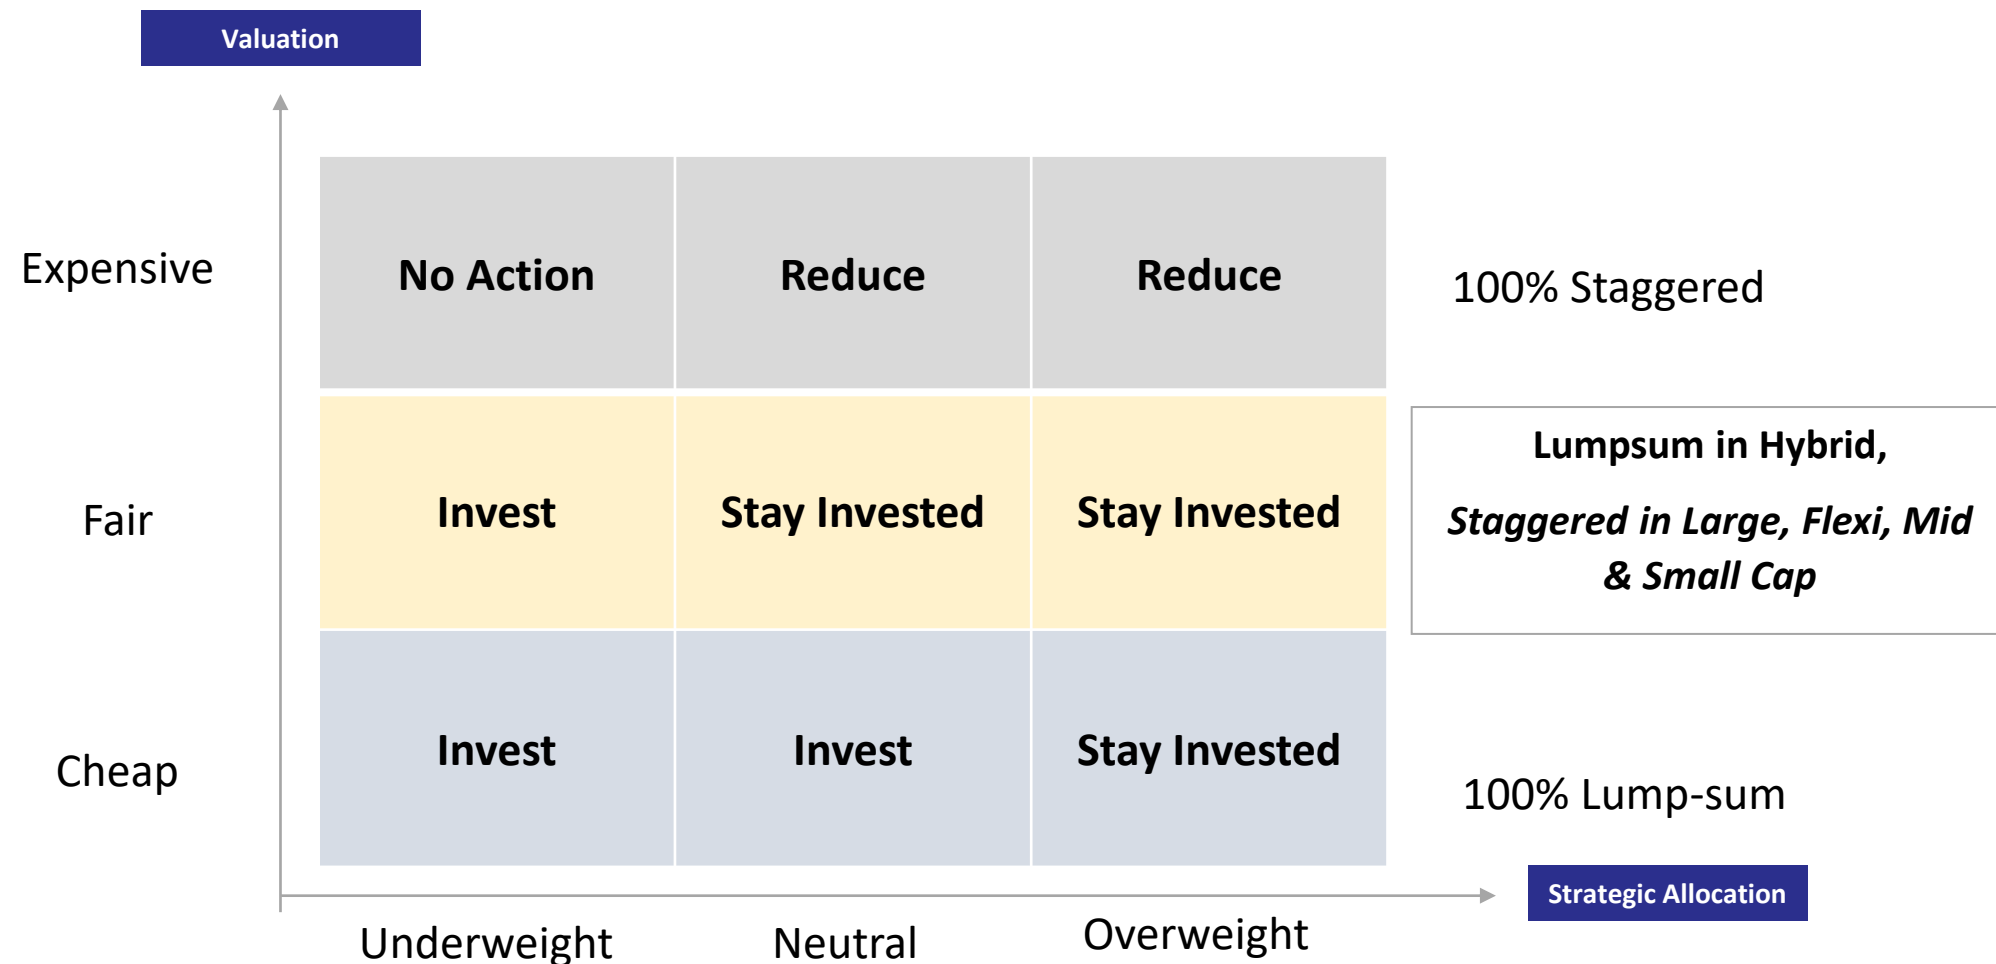 Valuation
Expensive
No Action
Reduce
Reduce
100% Staggered
Fair
Invest
Stay Invested
Stay Invested
Lumpsum in Hybrid,
Staggered in Large, Flexi, Mid
& Small Cap
Cheap
Invest
Invest
Stay Invested
100% Lump-sum
Strategic Allocation
Underweight
Neutral
Overweight